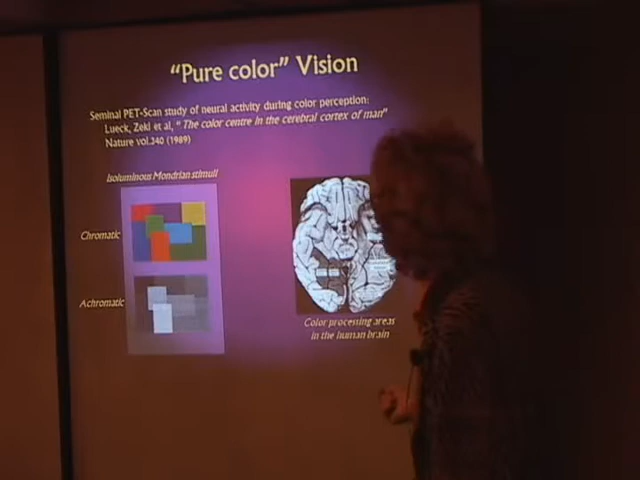 “Pure color” Vision
Seminal PET-Scan study of neural activity during color perception:
Lueck, Zeki et al, “ The color centre in the cerebral cortex of man”
Nature vol.340 (1989)
Isoluminous Mondrian stimuli
Chromatic
Achromatic
Color processing areas
in the human brain